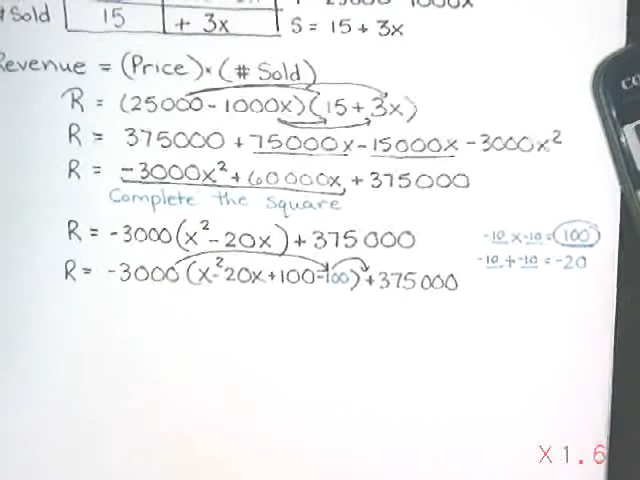 # Sold 15 + 3x
S = 15 + 3x
Revenue = (Price) × (# Sold)
R = (25000 - 1000x)(15 + 3x)
R = 375000 + 75000x - 15000x - 3000x²
R = -3000x² + 60000x + 375000
Complete the square
R = -3000(x² - 20x) + 375000
-10 x -10 = 100
-10 + -10 = -20
R = -3000(x² - 20x + 100 - 100) + 375000
X1.6